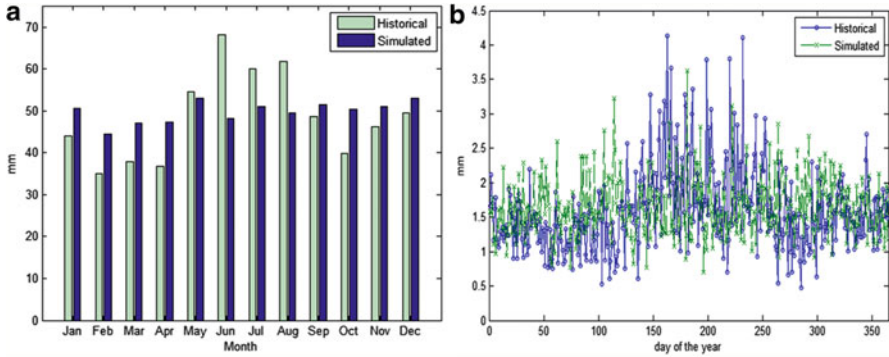 a
Historical
Simulated
70
60
50
40
30
20
10
0
mm
Jan Feb Mar Apr May Jun Jul Aug Sep Oct Nov Dec
Month
b
Historical
Simulated
4.5
4
3.5
3
2.5
2
1.5
1
0.5
0
mm
0 50 100 150 200 250 300 350
day of the year